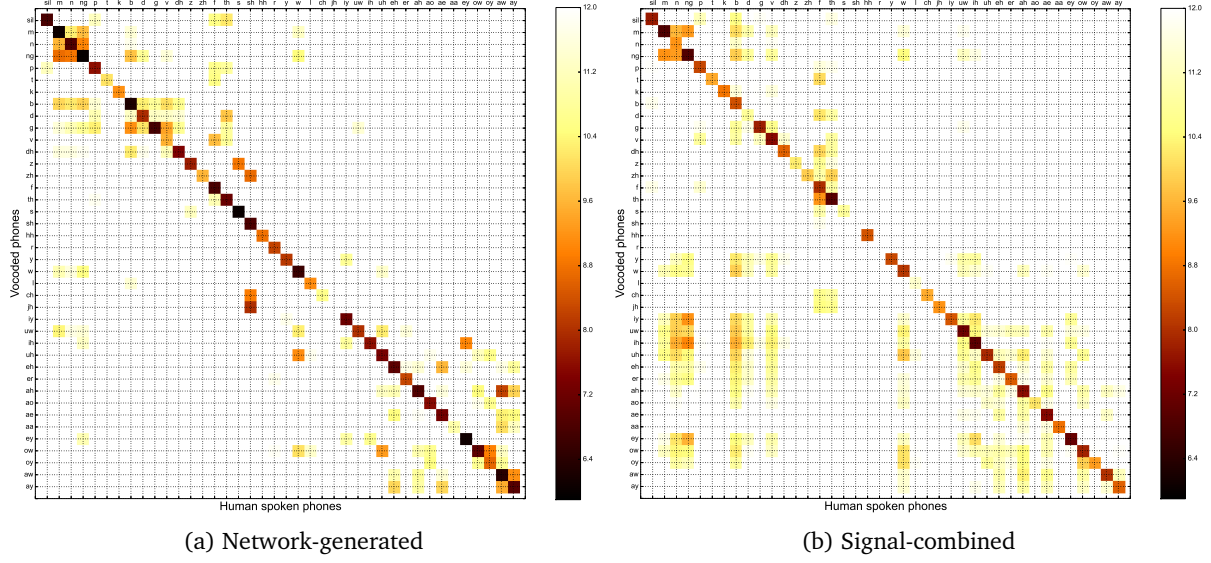 sil m n ng p t k b d g v dh z zh f th s sh hh r y w l ch jh iy uw ih uh eh er ah ao ae aa ey ow oy aw ay
sil
m
n
ng
p
t
k
b
d
g
v
dh
z
zh
f
th
s
sh
hh
r
y
w
l
ch
jh
iy
uw
ih
uh
eh
er
ah
ao
ae
aa
ey
ow
oy
aw
ay
Vocoded phones
Human spoken phones
12.0
11.2
10.4
9.6
8.8
8.0
7.2
6.4
(a) Network-generated
sil m n ng p t k b d g v dh z zh f th s sh hh r y w l ch jh iy uw ih uh eh er ah ao ae aa ey ow oy aw ay
sil
m
n
ng
p
t
k
b
d
g
v
dh
z
zh
f
th
s
sh
hh
r
y
w
l
ch
jh
iy
uw
ih
uh
eh
er
ah
ao
ae
aa
ey
ow
oy
aw
ay
Vocoded phones
Human spoken phones
12.0
11.2
10.4
9.6
8.8
8.0
7.2
6.4
(b) Signal-combined